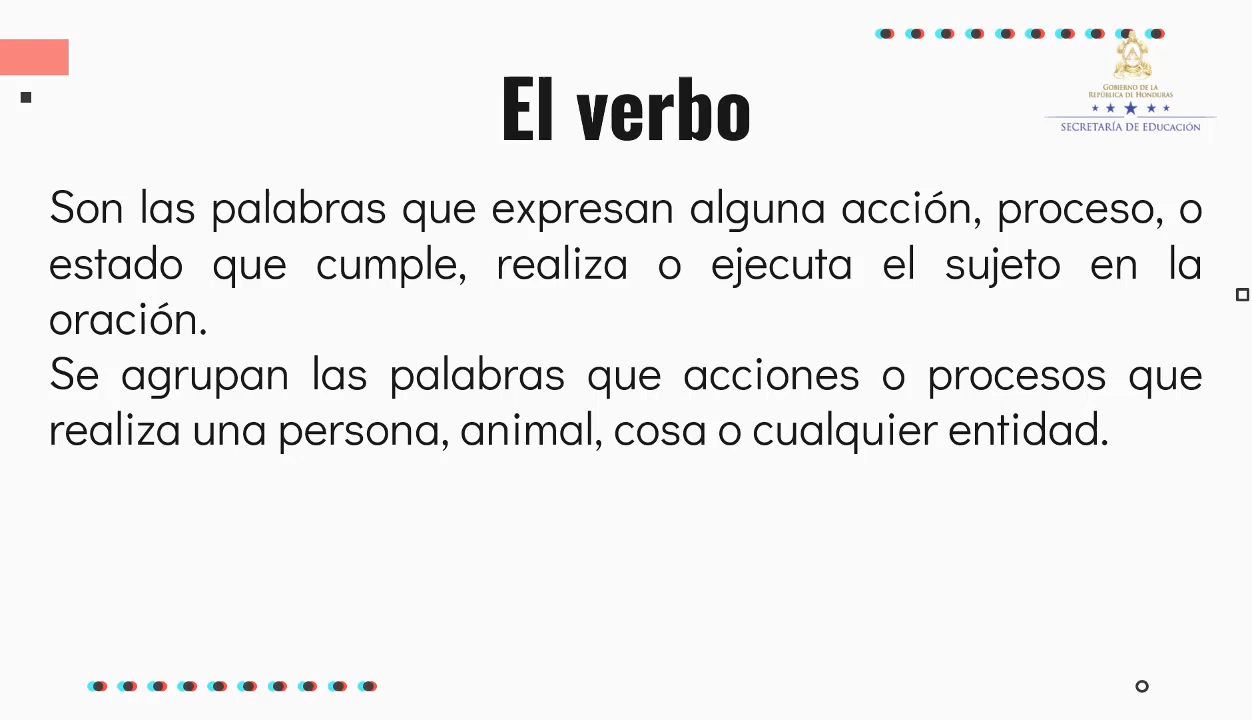 El verbo
GOBIERNO DE LA
REPÚBLICA DE HONDURAS
SECRETARÍA DE EDUCACIÓN
Son las palabras que expresan alguna acción, proceso, o
estado que cumple, realiza o ejecuta el sujeto en la
oración.
Se agrupan las palabras que acciones o procesos que
realiza una persona, animal, cosa o cualquier entidad.